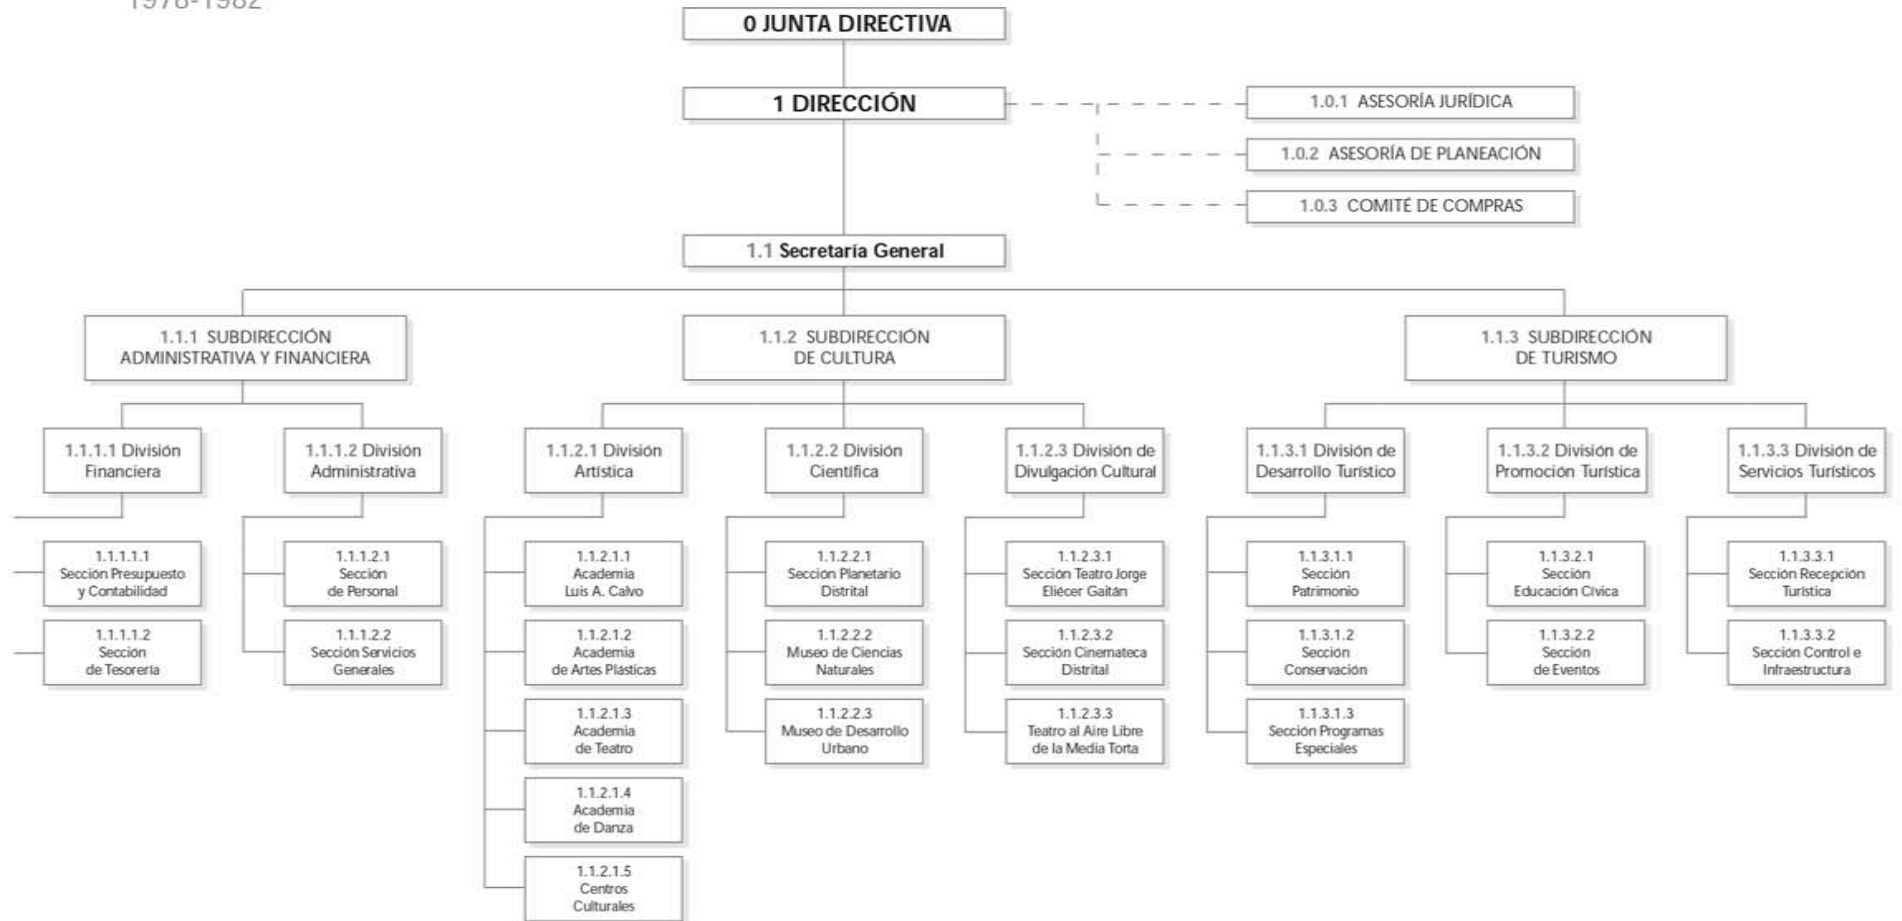 1978-1982
0 JUNTA DIRECTIVA
1 DIRECCIÓN
1.0.1 ASESORÍA JURÍDICA
1.0.2 ASESORÍA DE PLANEACIÓN
1.0.3 COMITÉ DE COMPRAS
1.1 Secretaría General
1.1.1 SUBDIRECCIÓN
ADMINISTRATIVA Y FINANCIERA
1.1.2 SUBDIRECCIÓN
DE CULTURA
1.1.3 SUBDIRECCIÓN
DE TURISMO
1.1.1.1 División
Financiera
1.1.1.2 División
Administrativa
1.1.2.1 División
Artística
1.1.2.2 División
Científica
1.1.2.3 División de
Divulgación Cultural
1.1.3.1 División de
Desarrollo Turístico
1.1.3.2 División de
Promoción Turística
1.1.3.3 División de
Servicios Turísticos
1.1.1.1.1
Sección Presupuesto
y Contabilidad
1.1.1.1.2
Sección
de Tesorería
1.1.1.2.1
Sección
de Personal
1.1.1.2.2
Sección Servicios
Generales
1.1.2.1.1
Academia
Luis A. Calvo
1.1.2.1.2
Academia
de Artes Plásticas
1.1.2.1.3
Academia
de Teatro
1.1.2.1.4
Academia
de Danza
1.1.2.1.5
Centros
Culturales
1.1.2.2.1
Sección Planetario
Distrital
1.1.2.2.2
Museo de Ciencias
Naturales
1.1.2.2.3
Museo de Desarrollo
Urbano
1.1.2.3.1
Sección Teatro Jorge
Eliécer Gaitán
1.1.2.3.2
Sección Cinemateca
Distrital
1.1.2.3.3
Teatro al Aire Libre
de la Media Torta
1.1.3.1.1
Sección
Patrimonio
1.1.3.1.2
Sección
Conservación
1.1.3.1.3
Sección Programas
Especiales
1.1.3.2.1
Sección
Educación Cívica
1.1.3.2.2
Sección
de Eventos
1.1.3.3.1
Sección Recepción
Turística
1.1.3.3.2
Sección Control e
Infraestructura